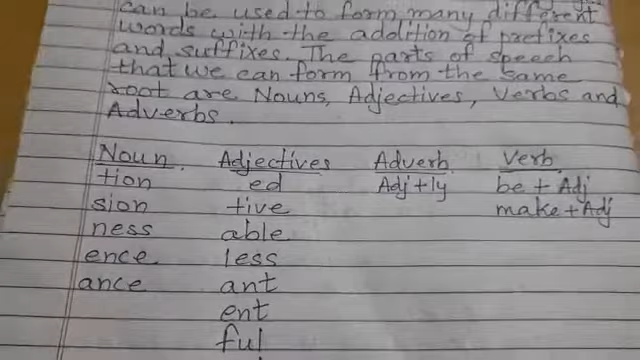 can be used to form many different
words with the addition of prefixes
and suffixes. The parts of speech
that we can form from the same
root are Nouns, Adjectives, Verbs and
Adverbs.
Noun. Adjectives Adverb Verb
tion ed Adj+ly be + Adj
sion tive make+Adj
ness able
ence less
ance ant
ent
ful